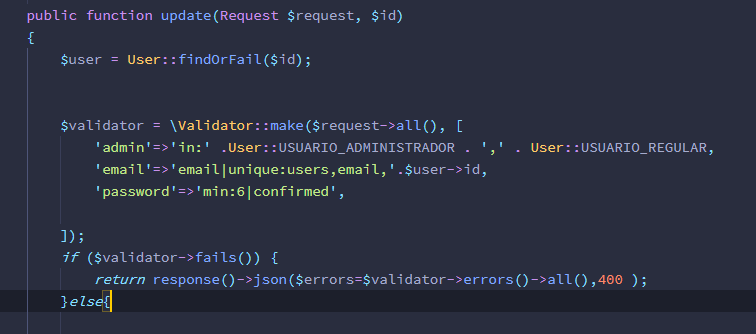 public function update(Request $request, $id)
{
$user = User::findOrFail($id);
$validator = \Validator::make($request->all(), [
'admin'=>'in:' .User::USUARIO_ADMINISTRADOR . ',' . User::USUARIO_REGULAR,
'email'=>'email|unique:users,email,'.$user->id,
'password'=>'min:6|confirmed',
]);
if ($validator->fails()) {
return response()->json($errors=$validator->errors()->all(),400 );
}else{